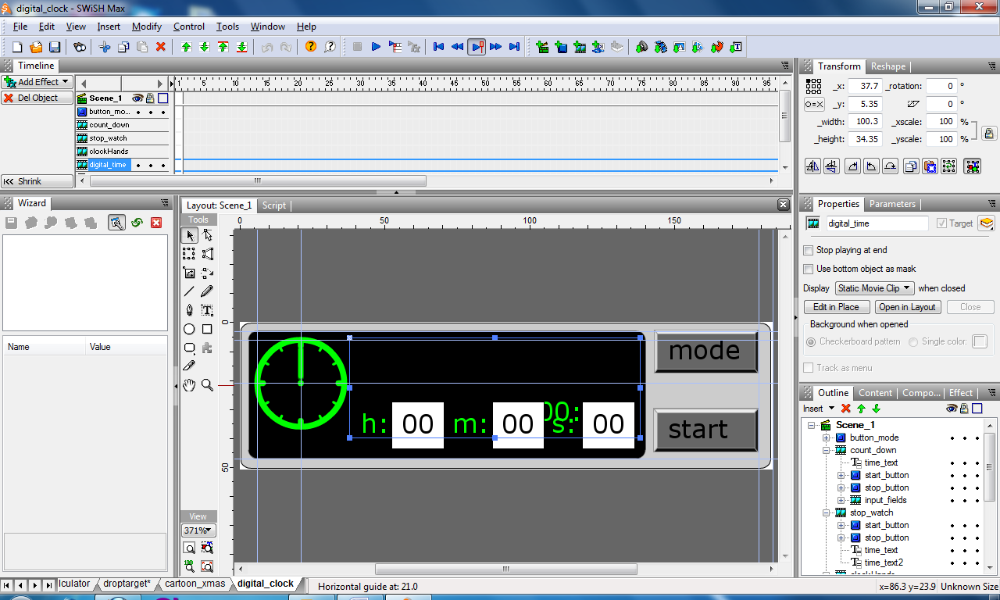 digital_clock - SWiSH Max
File Edit View Insert Modify Control Tools Window Help
Timeline
Add Effect
Del Object
Shrink
1 5 10 15 20 25 30 35 40 45 50 55 60 65 70 75 80 85 90 95
Scene_1
button_mo...
count_down
stop_watch
clockHands
digital_time
Wizard
Name Value
Layout: Scene_1 Script
Tools
0 50 100 150
0
50
mode
start
h: 00 m: 00 s: 00
00:
View
371%
100
lculator droptarget* cartoon_xmas digital_clock
Horizontal guide at: 21.0
x=86.3 y=23.9 Unknown Size
Transform Reshape
_x: 37.7 _rotation: 0 °
_y: 5.35 0 °
_width: 100.3 _xscale: 100 %
_height: 34.35 _yscale: 100 %
Properties Parameters
digital_time Target
Stop playing at end
Use bottom object as mask
Display Static Movie Clip when closed
Edit in Place Open in Layout Close
Background when opened
Checkerboard pattern Single color:
Track as menu
Outline Content Compo... Effect
Insert
Scene_1
button_mode
count_down
time_text
start_button
stop_button
input_fields
stop_watch
start_button
stop_button
time_text
time_text2
clockHands